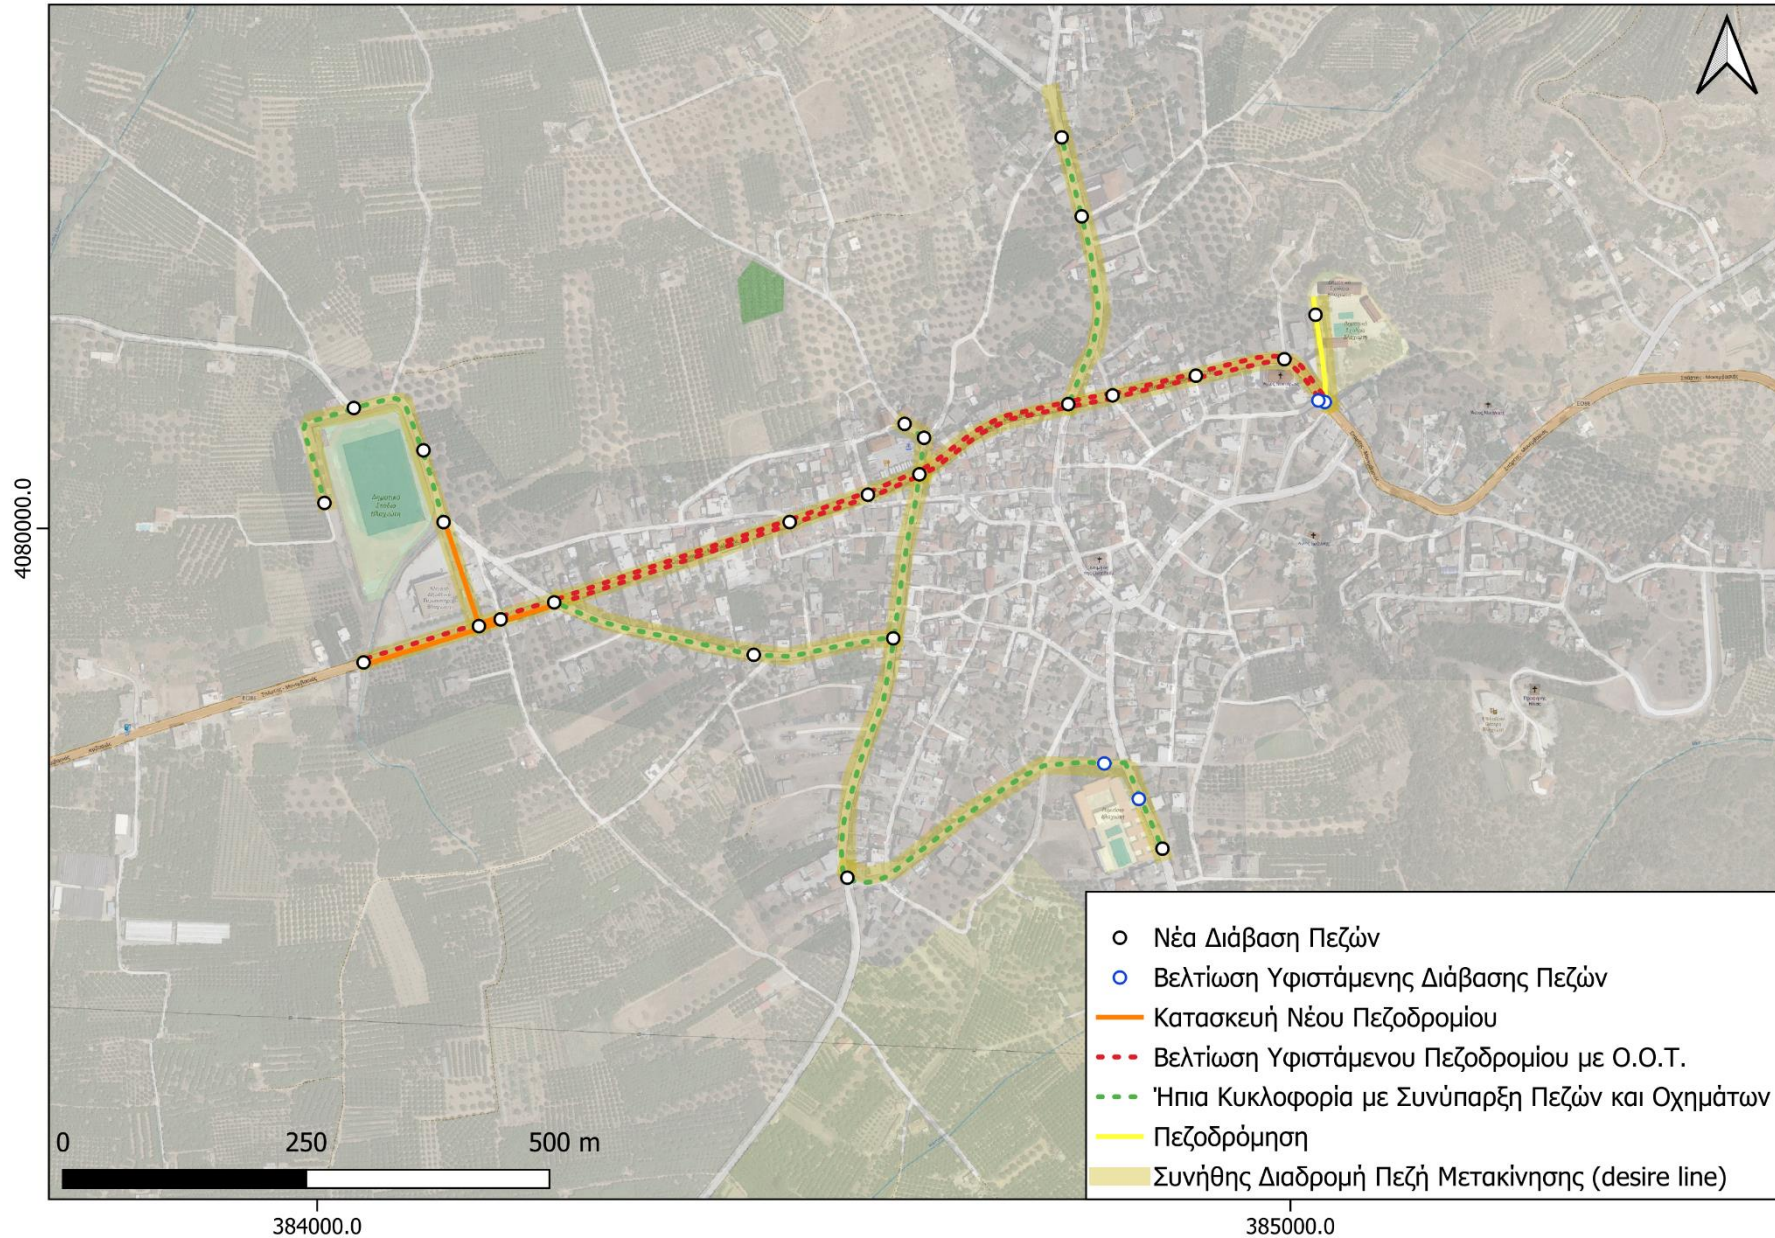 4080000.0
Νέα Διάβαση Πεζών
Βελτίωση Υφιστάμενης Διάβασης Πεζών
Κατασκευή Νέου Πεζοδρομίου
Βελτίωση Υφιστάμενου Πεζοδρομίου με Ο.Ο.Τ.
Ήπια Κυκλοφορία με Συνύπαρξη Πεζών και Οχημάτων
Πεζοδρόμηση
Συνήθης Διαδρομή Πεζή Μετακίνησης (desire line)
0 250 500 m
384000.0 385000.0